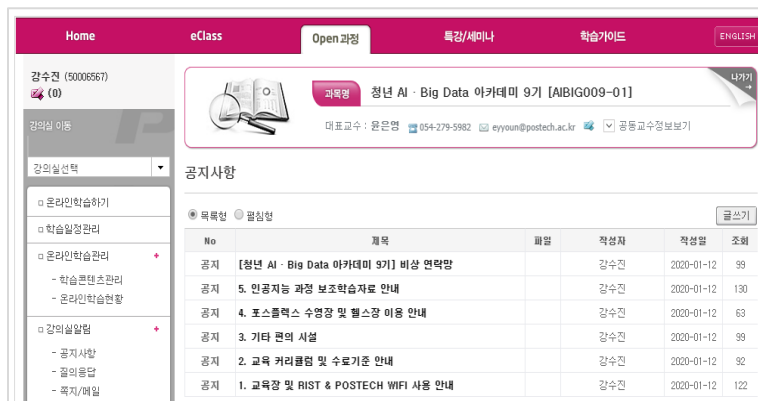 Home eClass Open과정 특강/세미나 학습가이드 ENGLISH
강수진 (50006567)
(0)
강의실 이동
강의실선택
온라인학습하기
학습일정관리
온라인학습관리 +
- 학습콘텐츠관리
- 온라인학습현황
강의실알림 +
- 공지사항
- 질의응답
- 쪽지/메일
나가기
과목명 청년 AI · Big Data 아카데미 9기 [AIBIG009-01]
대표교수 : 윤은영 054-279-5982 eyyoun@postech.ac.kr 공동교수정보보기
공지사항
목록형 펼침형 글쓰기
No 제목 파일 작성자 작성일 조회
공지 [청년 AI · Big Data 아카데미 9기] 비상 연락망 강수진 2020-01-12 99
공지 5. 인공지능 과정 보조학습자료 안내 강수진 2020-01-12 130
공지 4. 포스플렉스 수영장 및 헬스장 이용 안내 강수진 2020-01-12 63
공지 3. 기타 편의 시설 강수진 2020-01-12 99
공지 2. 교육 커리큘럼 및 수료기준 안내 강수진 2020-01-12 92
공지 1. 교육장 및 RIST & POSTECH WIFI 사용 안내 강수진 2020-01-12 122